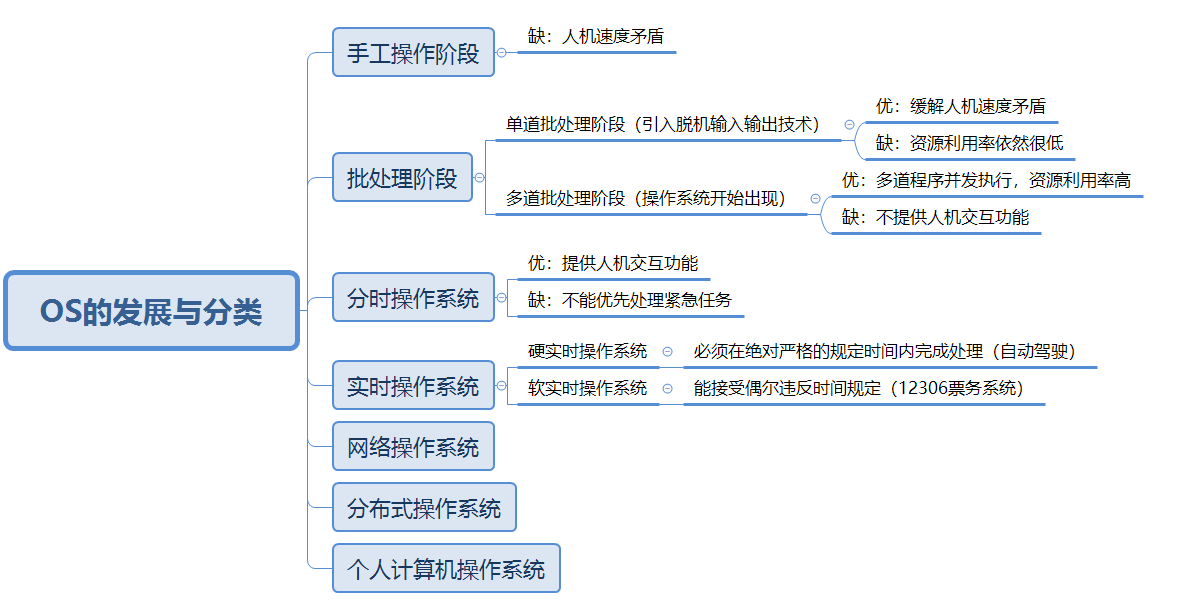 OS的发展与分类
手工操作阶段
缺：人机速度矛盾
批处理阶段
单道批处理阶段（引入脱机输入输出技术）
优：缓解人机速度矛盾
缺：资源利用率依然很低
多道批处理阶段（操作系统开始出现）
优：多道程序并发执行，资源利用率高
缺：不提供人机交互功能
分时操作系统
优：提供人机交互功能
缺：不能优先处理紧急任务
实时操作系统
硬实时操作系统
必须在绝对严格的规定时间内完成处理（自动驾驶）
软实时操作系统
能接受偶尔违反时间规定（12306票务系统）
网络操作系统
分布式操作系统
个人计算机操作系统